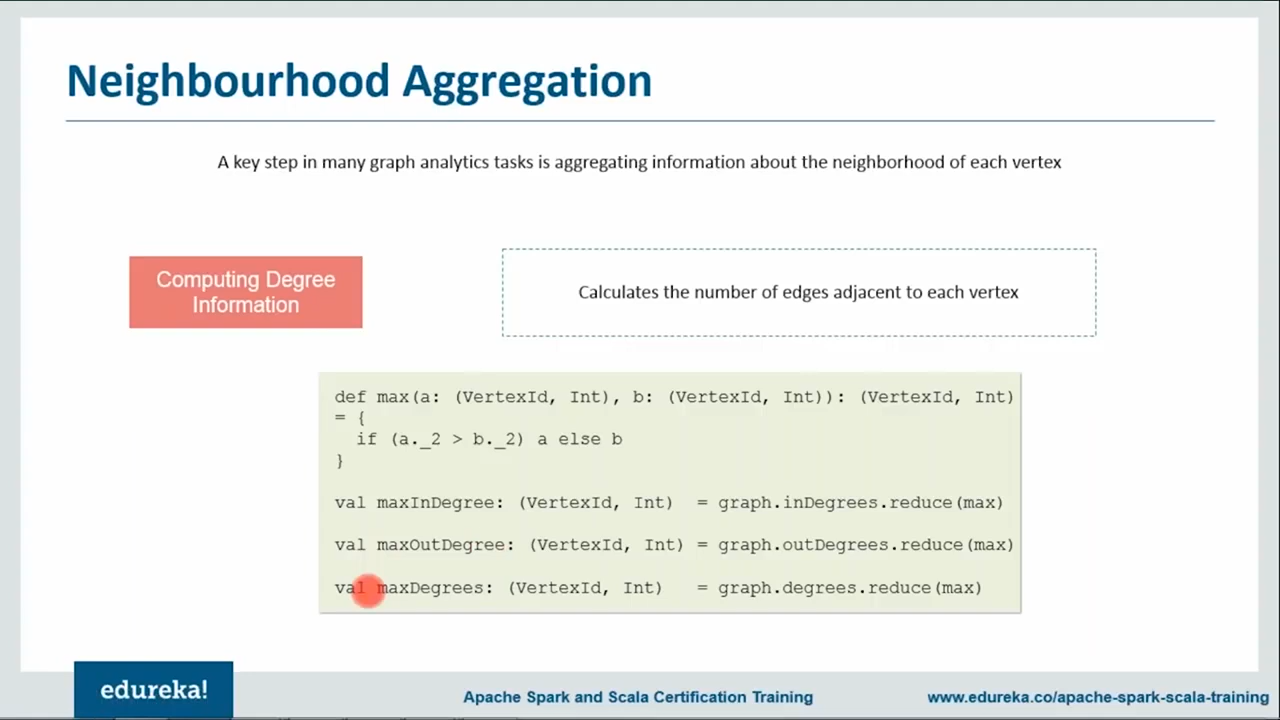 Neighbourhood Aggregation
A key step in many graph analytics tasks is aggregating information about the neighborhood of each vertex
Computing Degree
Information
Calculates the number of edges adjacent to each vertex
def max(a: (VertexId, Int), b: (VertexId, Int)): (VertexId, Int)
= {
  if (a._2 > b._2) a else b
}
val maxInDegree: (VertexId, Int)  = graph.inDegrees.reduce(max)
val maxOutDegree: (VertexId, Int) = graph.outDegrees.reduce(max)
val maxDegrees: (VertexId, Int)   = graph.degrees.reduce(max)
edureka!
Apache Spark and Scala Certification Training
www.edureka.co/apache-spark-scala-training